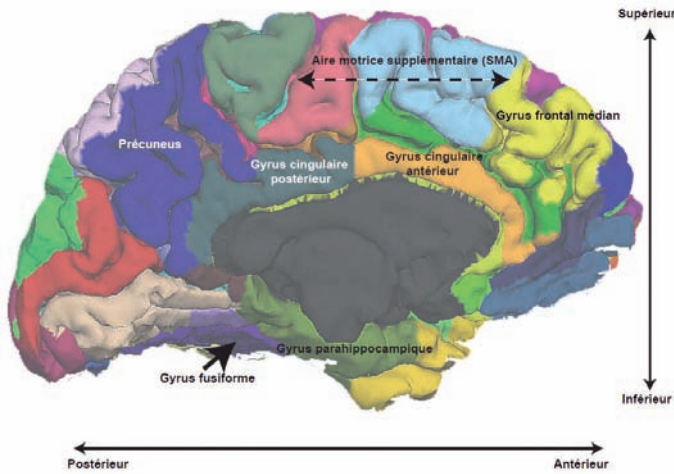 Supérieur
Aire motrice supplémentaire (SMA)
Gyrus frontal médian
Précuneus
Gyrus cingulaire
postérieur
Gyrus cingulaire
antérieur
Gyrus parahippocampique
Gyrus fusiforme
Inférieur
Postérieur
Antérieur